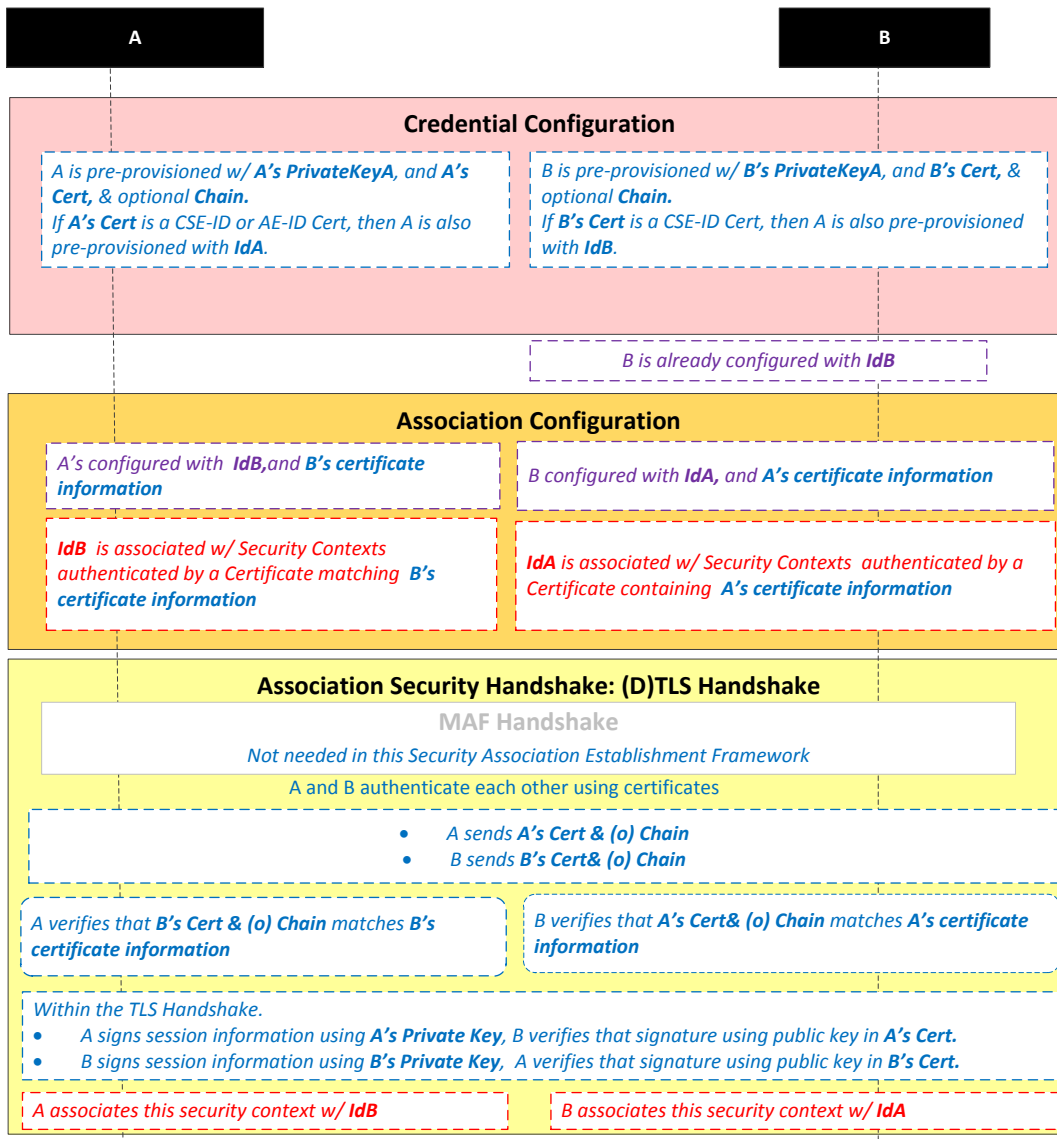 A
B
Credential Configuration
A is pre-provisioned w/ A’s PrivateKeyA, and A’s
Cert, & optional Chain.
If A’s Cert is a CSE-ID or AE-ID Cert, then A is also
pre-provisioned with IdA.
B is pre-provisioned w/ B’s PrivateKeyA, and B’s Cert, &
optional Chain.
If B’s Cert is a CSE-ID Cert, then A is also pre-provisioned
with IdB.
B is already configured with IdB
Association Configuration
A’s configured with IdB,and B’s certificate
information
B configured with IdA, and A’s certificate information
IdB is associated w/ Security Contexts
authenticated by a Certificate matching B’s
certificate information
IdA is associated w/ Security Contexts authenticated by a
Certificate containing A’s certificate information
Association Security Handshake: (D)TLS Handshake
MAF Handshake
Not needed in this Security Association Establishment Framework
A and B authenticate each other using certificates
• A sends A’s Cert & (o) Chain
• B sends B’s Cert& (o) Chain
A verifies that B’s Cert & (o) Chain matches B’s
certificate information
B verifies that A’s Cert& (o) Chain matches A’s certificate
information
Within the TLS Handshake.
• A signs session information using A’s Private Key, B verifies that signature using public key in A’s Cert.
• B signs session information using B’s Private Key, A verifies that signature using public key in B’s Cert.
A associates this security context w/ IdB
B associates this security context w/ IdA